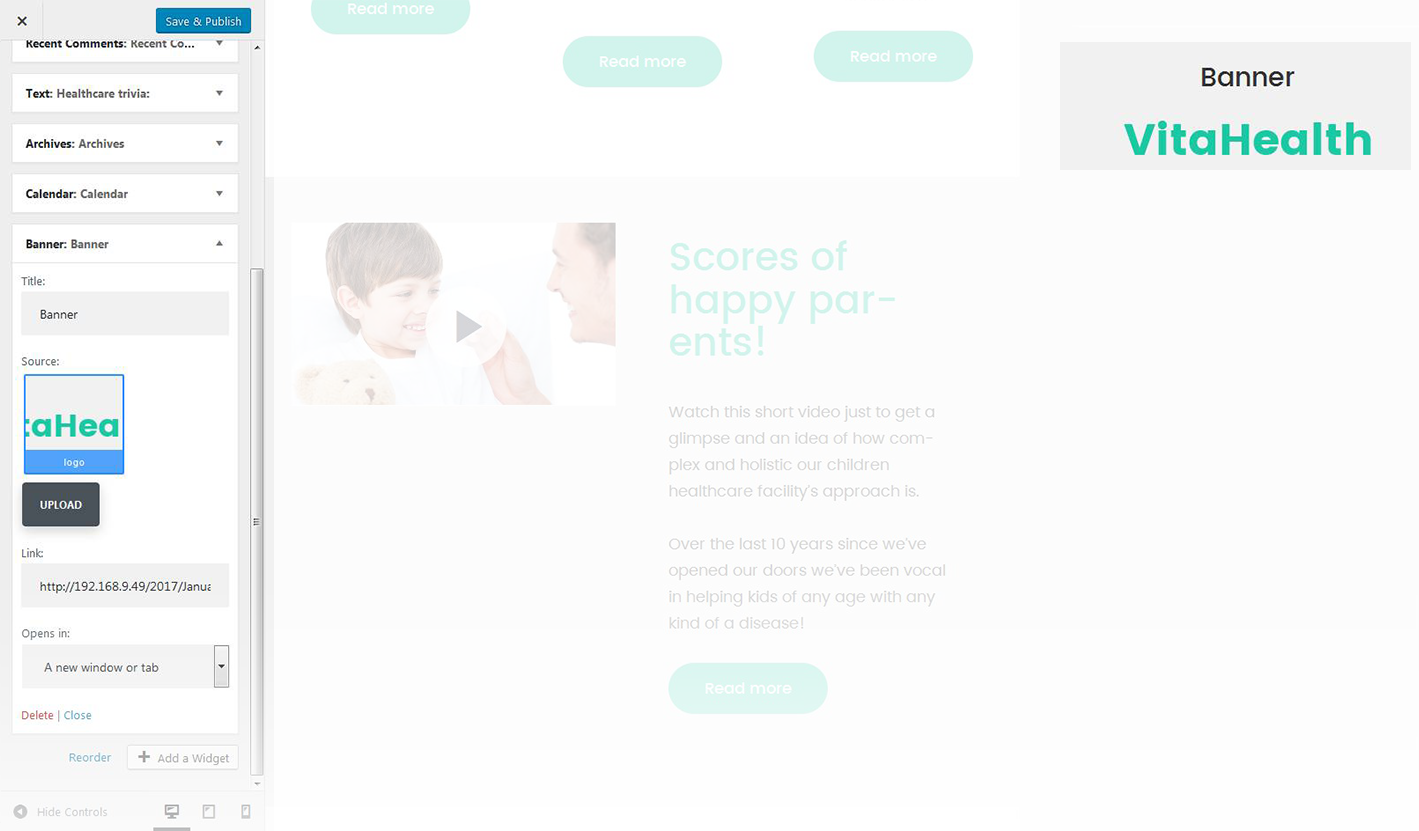 Save & Publish
Recent Comments: Recent Co...
Text: Healthcare trivia:
Archives: Archives
Calendar: Calendar
Banner: Banner
Title:
Banner
Source:
taHea
logo
UPLOAD
Link:
http://192.168.9.49/2017/Janua
Opens in:
A new window or tab
Delete | Close
Reorder
Add a Widget
Hide Controls
Read more
Read more
Read more
Scores of
happy par-
ents!
Watch this short video just to get a
glimpse and an idea of how com-
plex and holistic our children
healthcare facility's approach is.
Over the last 10 years since we've
opened our doors we've been vocal
in helping kids of any age with any
kind of a disease!
Read more
Banner
VitaHealth